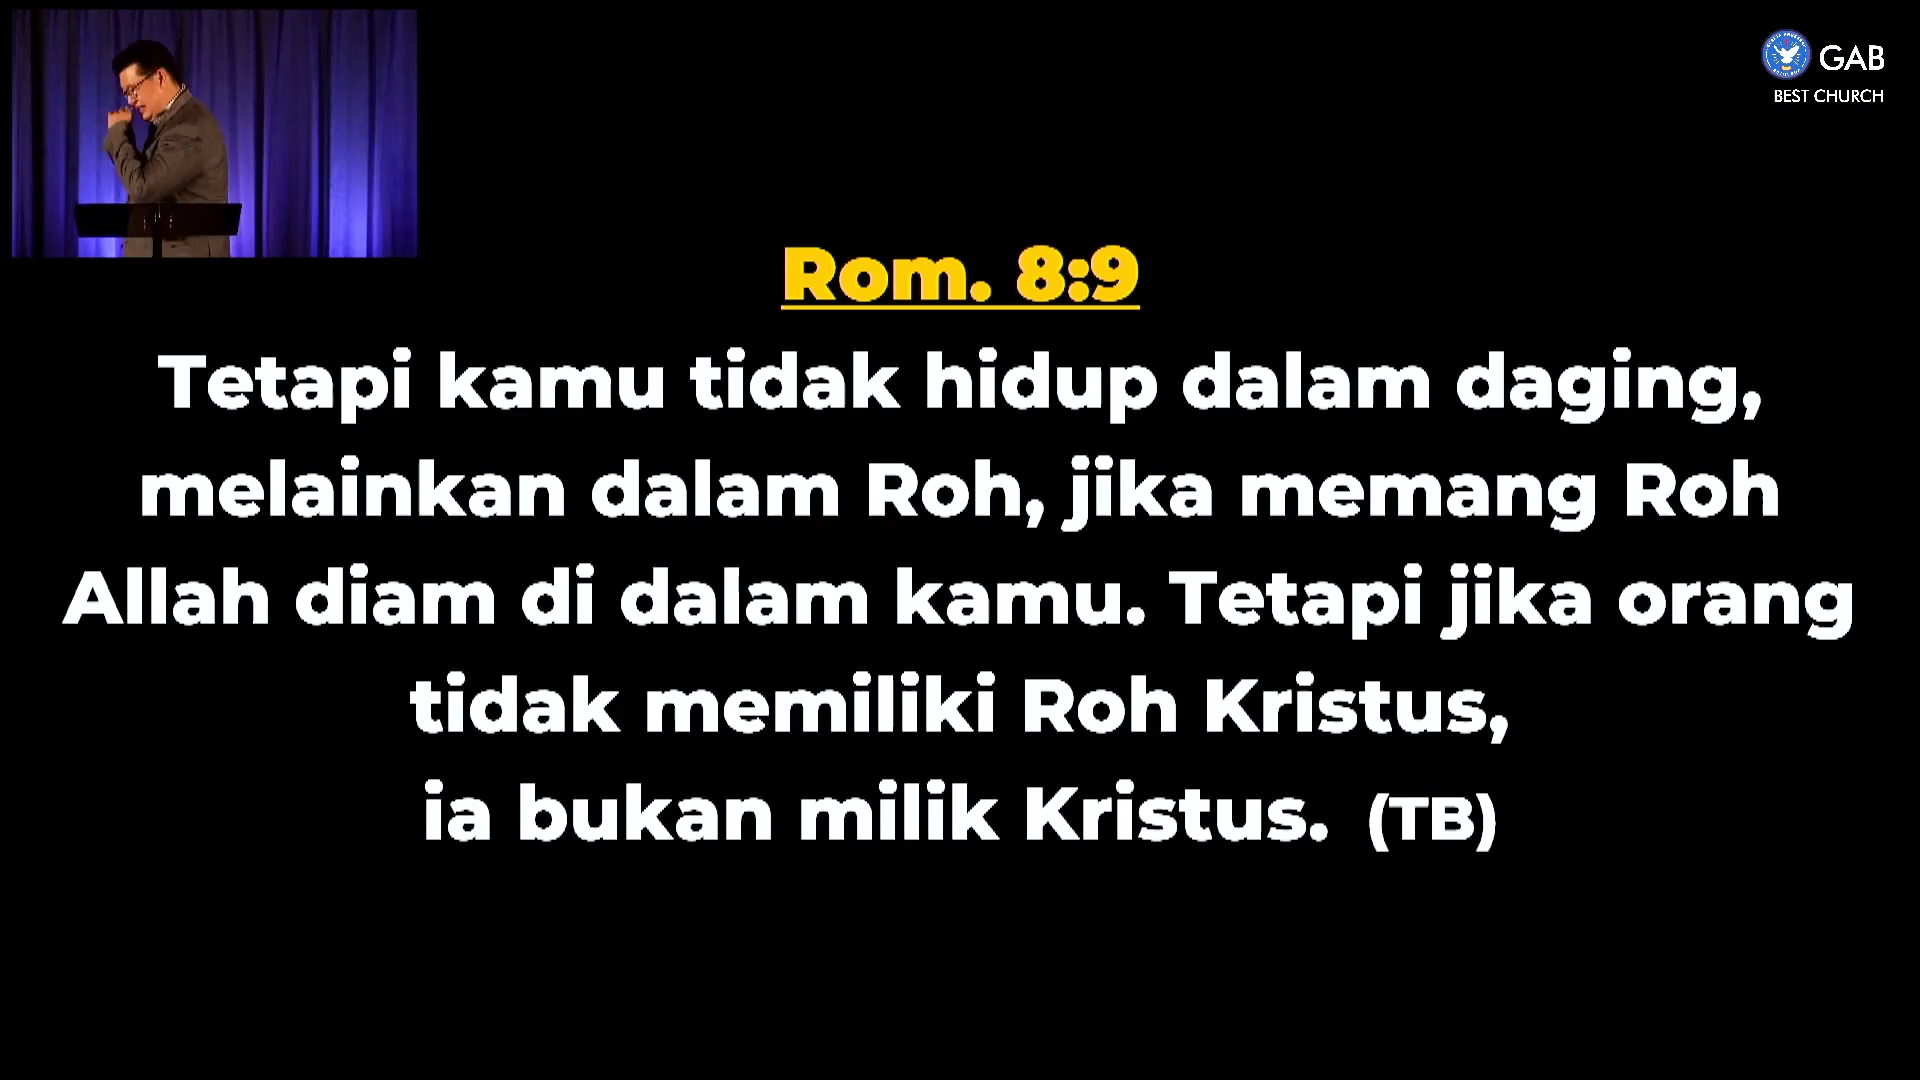 GAB
BEST CHURCH
Rom. 8:9
Tetapi kamu tidak hidup dalam daging,
melainkan dalam Roh, jika memang Roh
Allah diam di dalam kamu. Tetapi jika orang
tidak memiliki Roh Kristus,
ia bukan milik Kristus. (TB)